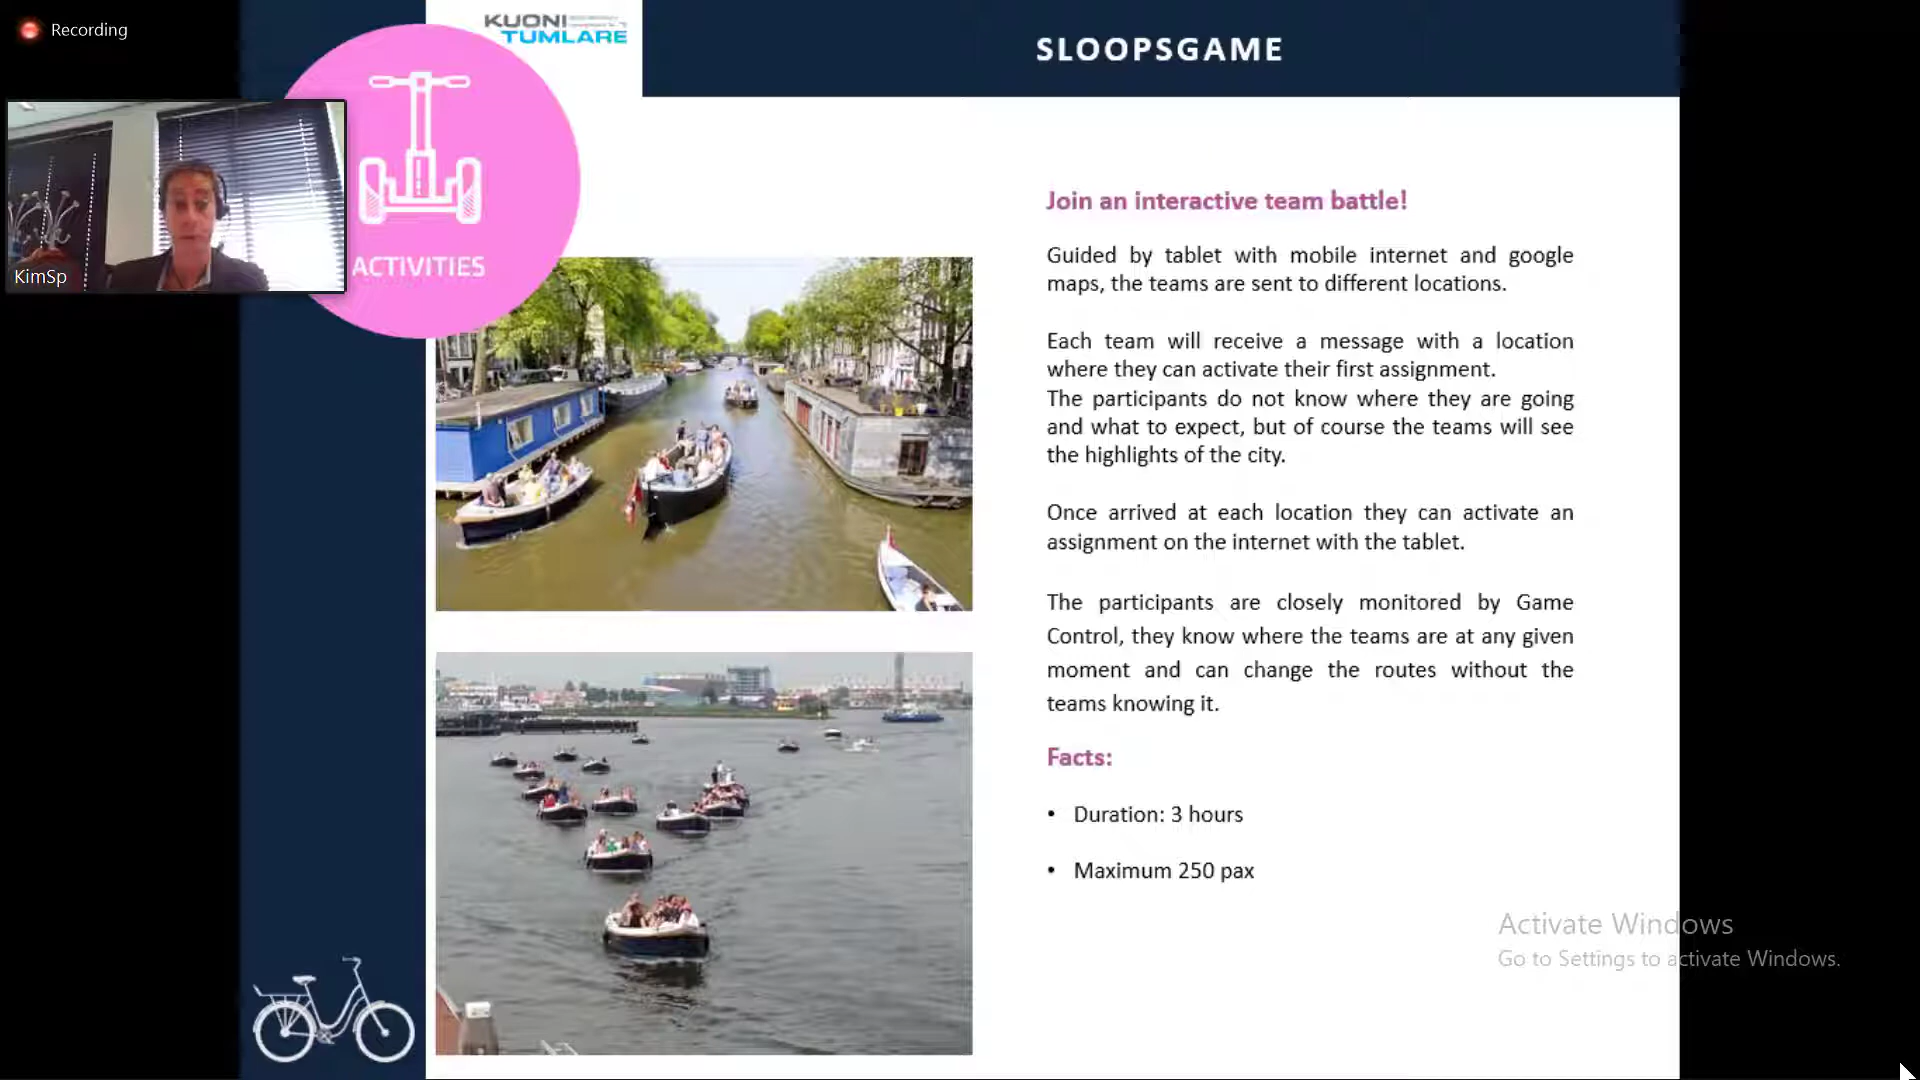 Recording
KUONI
TUMLARE
SLOOPSGAME
KimSp
ACTIVITIES
Join an interactive team battle!
Guided by tablet with mobile internet and google
maps, the teams are sent to different locations.
Each team will receive a message with a location
where they can activate their first assignment.
The participants do not know where they are going
and what to expect, but of course the teams will see
the highlights of the city.
Once arrived at each location they can activate an
assignment on the internet with the tablet.
The participants are closely monitored by Game
Control, they know where the teams are at any given
moment and can change the routes without the
teams knowing it.
Facts:
• Duration: 3 hours
• Maximum 250 pax
Activate Windows
Go to Settings to activate Windows.